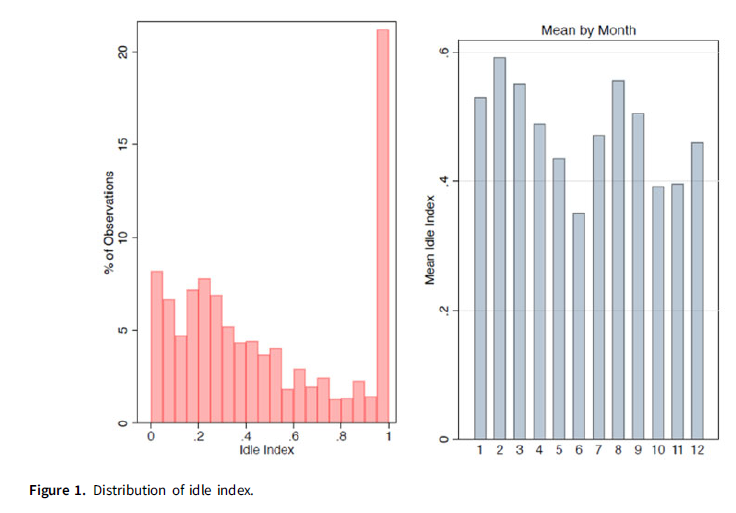 % of Observations
20
15
10
5
0
0 .2 .4 .6 .8 1
Idle Index
Mean by Month
Mean Idle Index
.6
.4
.2
0
1 2 3 4 5 6 7 8 9 10 11 12
Figure 1. Distribution of idle index.